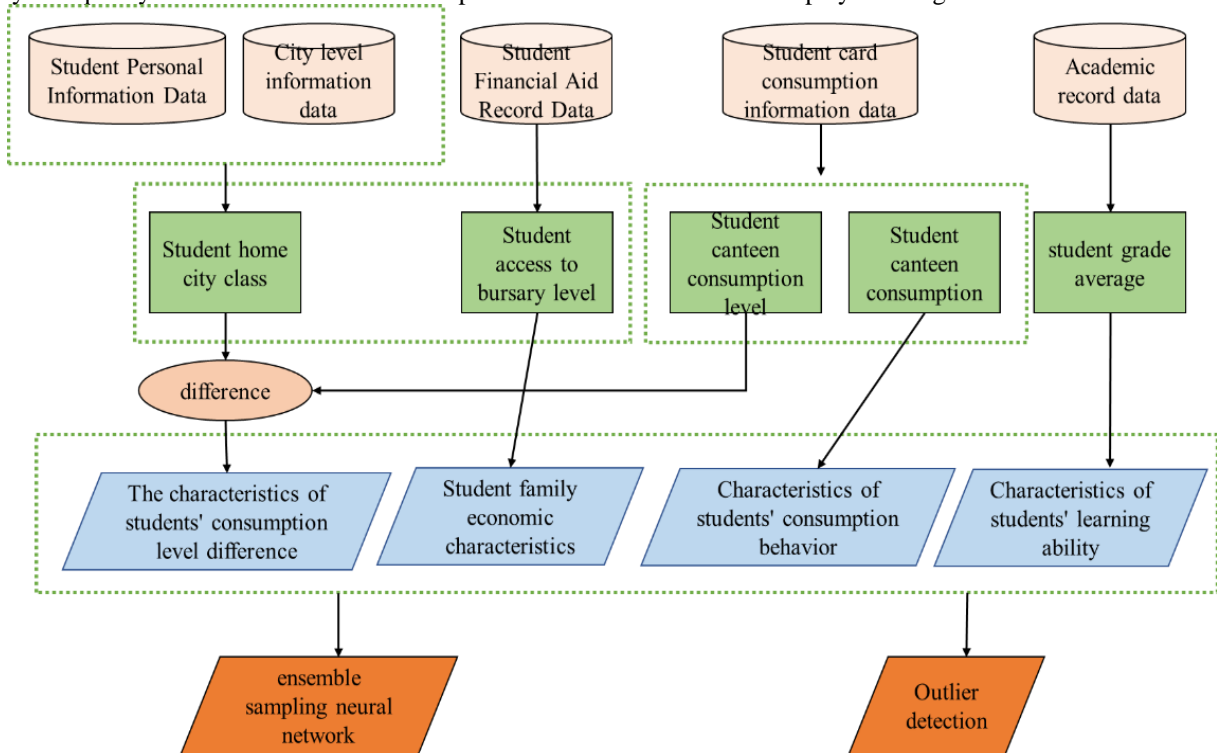 Student Personal
Information Data
City level
information
data
Student
Financial Aid
Record Data
Student card
consumption
information data
Academic
record data
Student home
city class
Student
access to
bursary level
Student
canteen
consumption
level
Student
canteen
consumption
student grade
average
difference
The characteristics of
students' consumption
level difference
Student family
economic
characteristics
Characteristics of
students' consumption
behavior
Characteristics of
students' learning
ability
ensemble
sampling neural
network
Outlier
detection